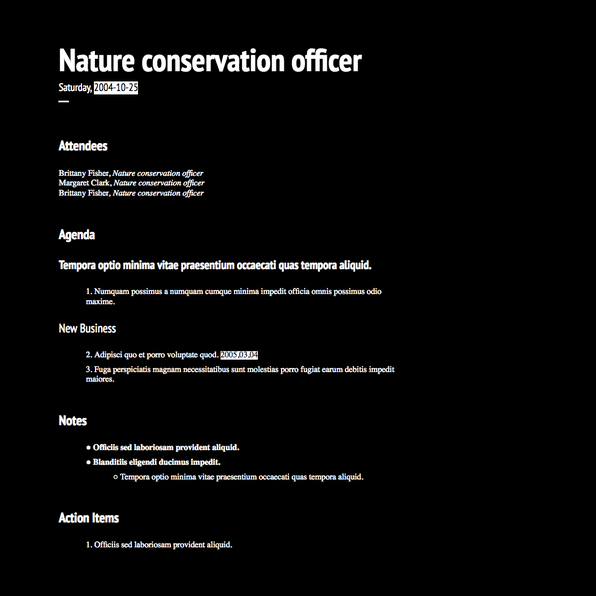 Nature conservation officer
Saturday, 2004-10-25
Attendees
Brittany Fisher, Nature conservation officer
Margaret Clark, Nature conservation officer
Brittany Fisher, Nature conservation officer
Agenda
Tempora optio minima vitae praesentium occaecati quas tempora aliquid.
1. Numquam possimus a numquam cumque minima impedit officia omnis possimus odio
maxime.
New Business
2. Adipisci quo et porro voluptate quod. 2005.03.04
3. Fuga perspiciatis magnam necessitatibus sunt molestias porro fugiat earum debitis impedit
maiores.
Notes
● Officiis sed laboriosam provident aliquid.
● Blanditiis eligendi ducimus impedit.
○ Tempora optio minima vitae praesentium occaecati quas tempora aliquid.
Action Items
1. Officiis sed laboriosam provident aliquid.